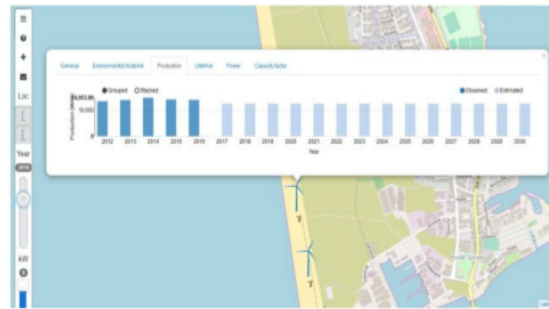 General Environmental footprint Production Lifetime Power Capacity factor
Grouped Stacked Observed Estimated
Loc
Production (MWh)
10,000
0
2012 2013 2014 2015 2016 2017 2018 2019 2020 2021 2022 2023 2024 2025 2026 2027 2028 2029 2030
Year
Year
kW